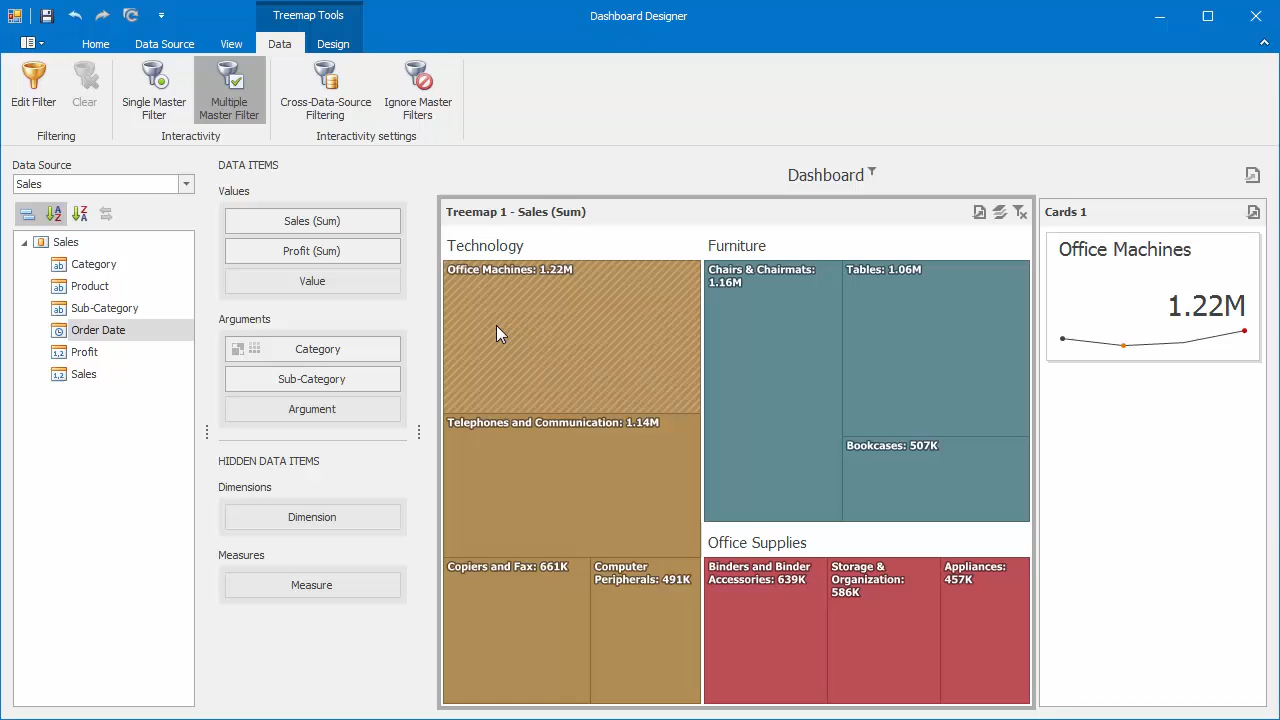 Treemap Tools
Dashboard Designer
Home
Data Source
View
Data
Design
Edit Filter
Clear
Single Master
Filter
Multiple
Master Filter
Cross-Data-Source
Filtering
Ignore Master
Filters
Filtering
Interactivity
Interactivity settings
Data Source
Sales
Sales
Category
Product
Sub-Category
Order Date
Profit
Sales
DATA ITEMS
Values
Sales (Sum)
Profit (Sum)
Value
Arguments
Category
Sub-Category
Argument
HIDDEN DATA ITEMS
Dimensions
Dimension
Measures
Measure
Dashboard
Treemap 1 - Sales (Sum)
Technology
Office Machines: 1.22M
Telephones and Communication: 1.14M
Copiers and Fax: 661K
Computer
Peripherals: 491K
Furniture
Chairs & Chairmats:
1.16M
Tables: 1.06M
Bookcases: 507K
Office Supplies
Binders and Binder
Accessories: 639K
Storage &
Organization:
586K
Appliances:
457K
Cards 1
Office Machines
1.22M